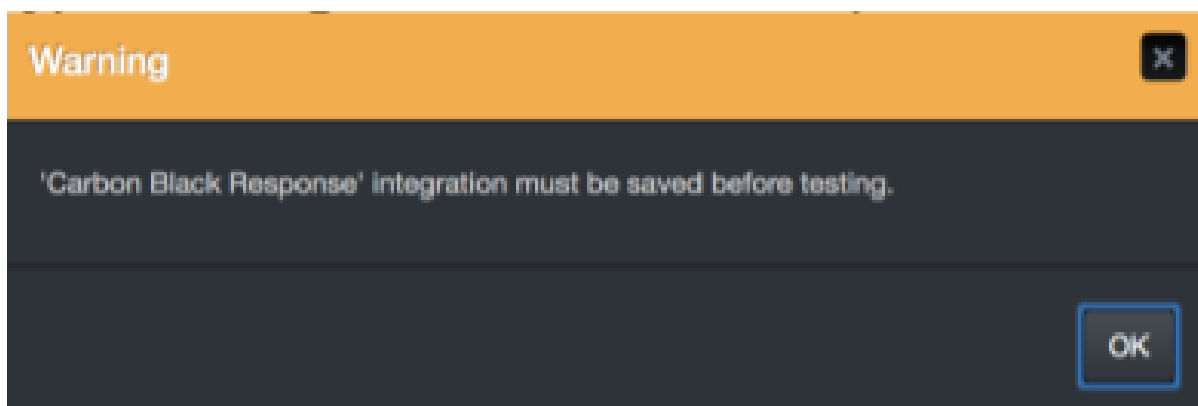 Warning
X
'Carbon Black Response' integration must be saved before testing.
OK